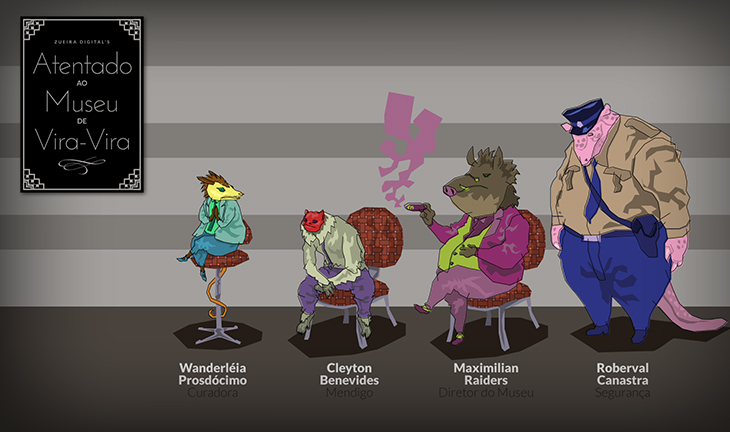 ZUEIRA DIGITAL'S
Atentado
AO
Museu
DE
Vira-Vira
Wanderléia
Prosdócimo
Curadora
Cleyton
Benevides
Mendigo
Maximilian
Raiders
Diretor do Museu
Roberval
Canastra
Segurança